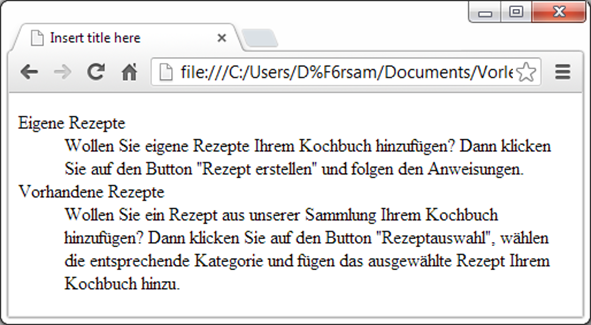 Insert title here
file:///C:/Users/D%F6rsam/Documents/Vorle
Eigene Rezepte
Wollen Sie eigene Rezepte Ihrem Kochbuch hinzufügen? Dann klicken
Sie auf den Button "Rezept erstellen" und folgen den Anweisungen.
Vorhandene Rezepte
Wollen Sie ein Rezept aus unserer Sammlung Ihrem Kochbuch
hinzufügen? Dann klicken Sie auf den Button "Rezeptauswahl", wählen
die entsprechende Kategorie und fügen das ausgewählte Rezept Ihrem
Kochbuch hinzu.